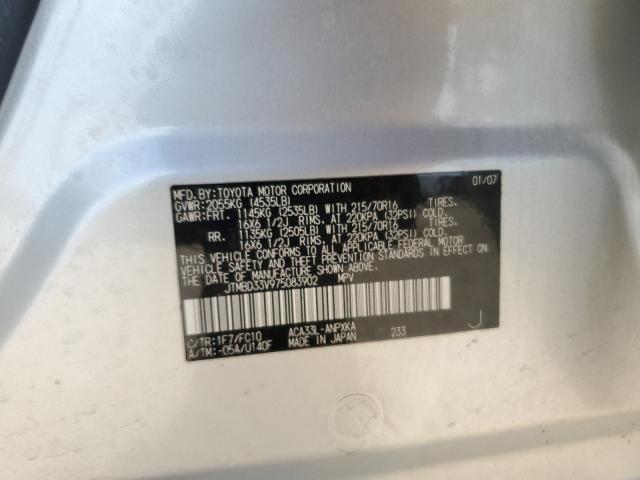 MFD.BY:TOYOTA MOTOR CORPORATION 01/07
GVWR:2055KG (4535LB)
GAWR:FRT. 1145KG (2535LB) WITH 215/70R16 TIRES.
16X6 1/2J RIMS. AT 220KPA (32PSI) COLD.
RR. 1135KG (2505LB) WITH 215/70R16 TIRES.
16X6 1/2J RIMS. AT 220KPA (32PSI) COLD.
THIS VEHICLE CONFORMS TO ALL APPLICABLE FEDERAL MOTOR
VEHICLE SAFETY AND THEFT PREVENTION STANDARDS IN
EFFECT ON THE DATE OF MANUFACTURE SHOWN ABOVE.
JTMBD33V975083902 MPV
C/TR:1F7/FC10 ACA33L-ANPXKA 233 J
A/TM:-05A/U140F MADE IN JAPAN